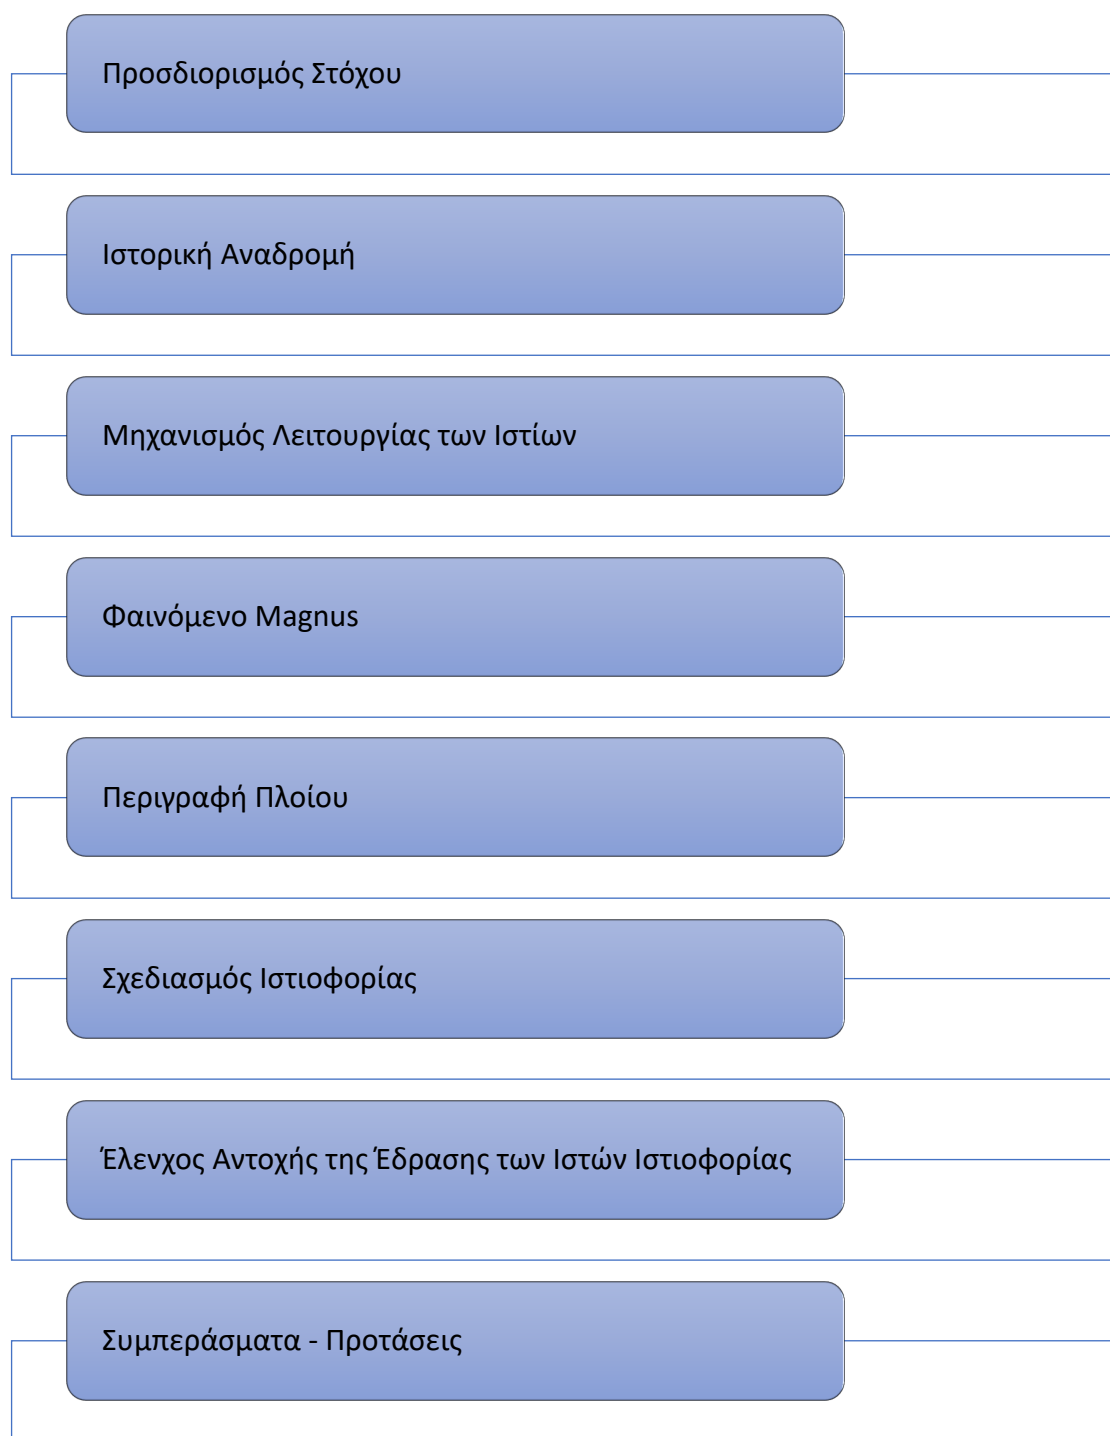 Προσδιορισμός Στόχου
Ιστορική Αναδρομή
Μηχανισμός Λειτουργίας των Ιστίων
Φαινόμενο Magnus
Περιγραφή Πλοίου
Σχεδιασμός Ιστιοφορίας
Έλενχος Αντοχής της Έδρασης των Ιστών Ιστιοφορίας
Συμπεράσματα - Προτάσεις